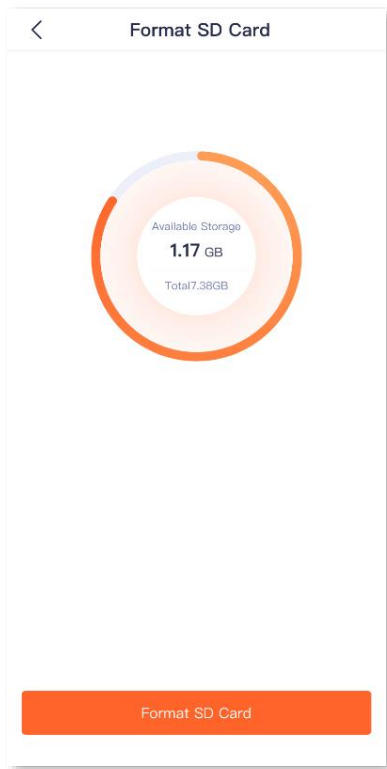 Format SD Card
Available Storage
1.17 GB
Total7.38GB
Format SD Card